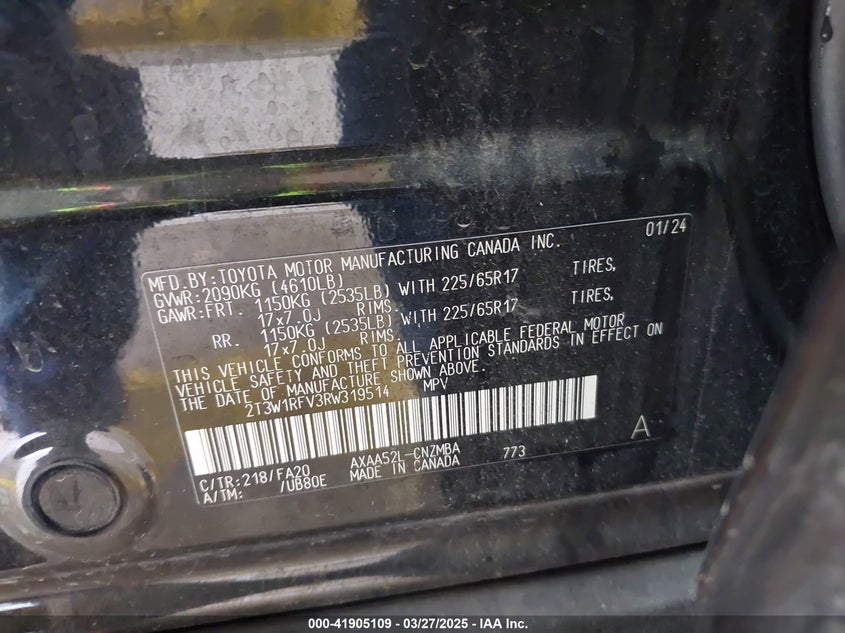 MFD.BY:TOYOTA MOTOR MANUFACTURING CANADA INC. 01/24
GVWR:2090KG (4610LB)
GAWR:FRT. 1150KG (2535LB) WITH 225/65R17 TIRES,
17x7.0J RIMS.
RR. 1150KG (2535LB) WITH 225/65R17 TIRES,
17x7.0J RIMS.
THIS VEHICLE CONFORMS TO ALL APPLICABLE FEDERAL MOTOR
VEHICLE SAFETY AND THEFT PREVENTION STANDARDS IN EFFECT ON
THE DATE OF MANUFACTURE SHOWN ABOVE.
2T3W1RFV3RW319514 MPV
C/TR:218/FA20 AXAA52L-CNZMBA 773 A
A/TM: /UB80E MADE IN CANADA
000-41905109 — 03/27/2025 — IAA Inc.